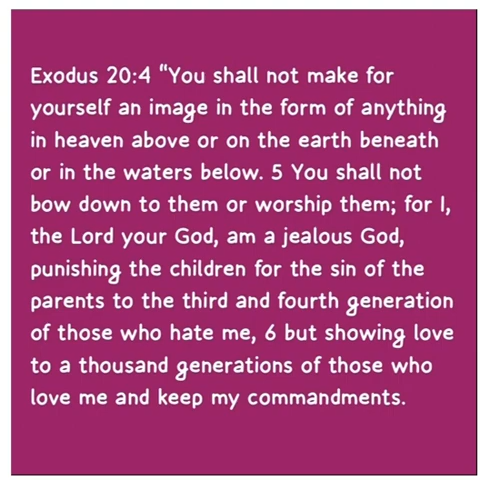 Exodus 20:4 "You shall not make for
yourself an image in the form of anything
in heaven above or on the earth beneath
or in the waters below. 5 You shall not
bow down to them or worship them; for I,
the Lord your God, am a jealous God,
punishing the children for the sin of the
parents to the third and fourth generation
of those who hate me, 6 but showing love
to a thousand generations of those who
love me and keep my commandments.